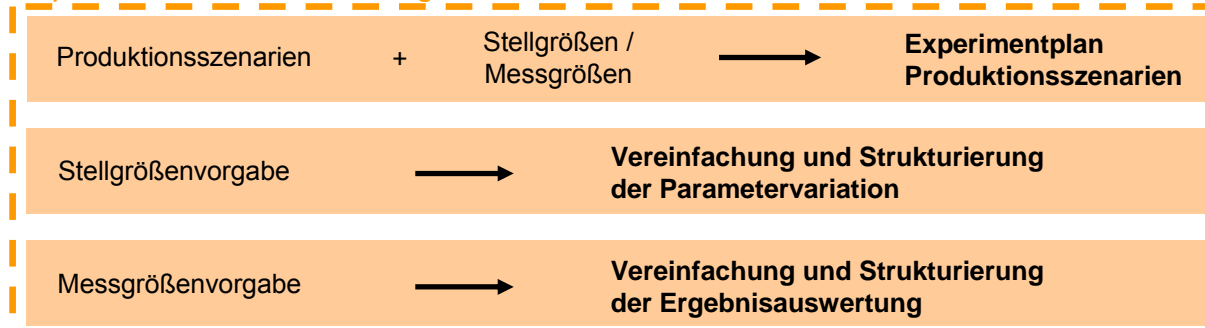 Produktionsszenarien + Stellgrößen / Experimentplan
Messgrößen Produktionsszenarien
Stellgrößenvorgabe Vereinfachung und Strukturierung
der Parametervariation
Messgrößenvorgabe Vereinfachung und Strukturierung
der Ergebnisauswertung